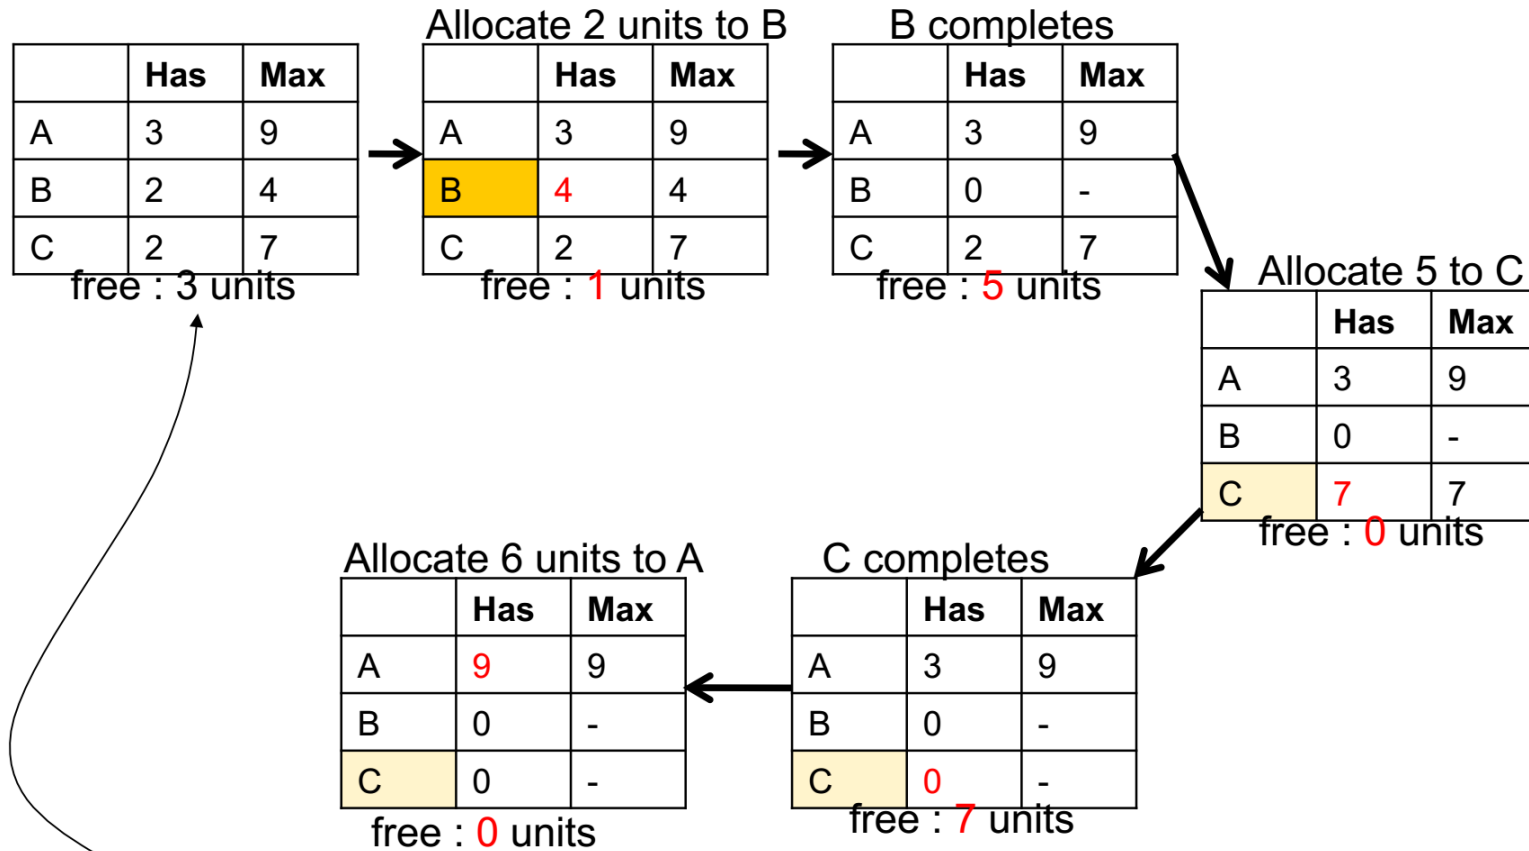 Has Max
A 3 9
B 2 4
C 2 7
free : 3 units
Allocate 2 units to B
Has Max
A 3 9
B 4 4
C 2 7
free : 1 units
B completes
Has Max
A 3 9
B 0 -
C 2 7
free : 5 units
Allocate 5 to C
Has Max
A 3 9
B 0 -
C 7 7
free : 0 units
C completes
Has Max
A 3 9
B 0 -
C 0 -
free : 7 units
Allocate 6 units to A
Has Max
A 9 9
B 0 -
C 0 -
free : 0 units